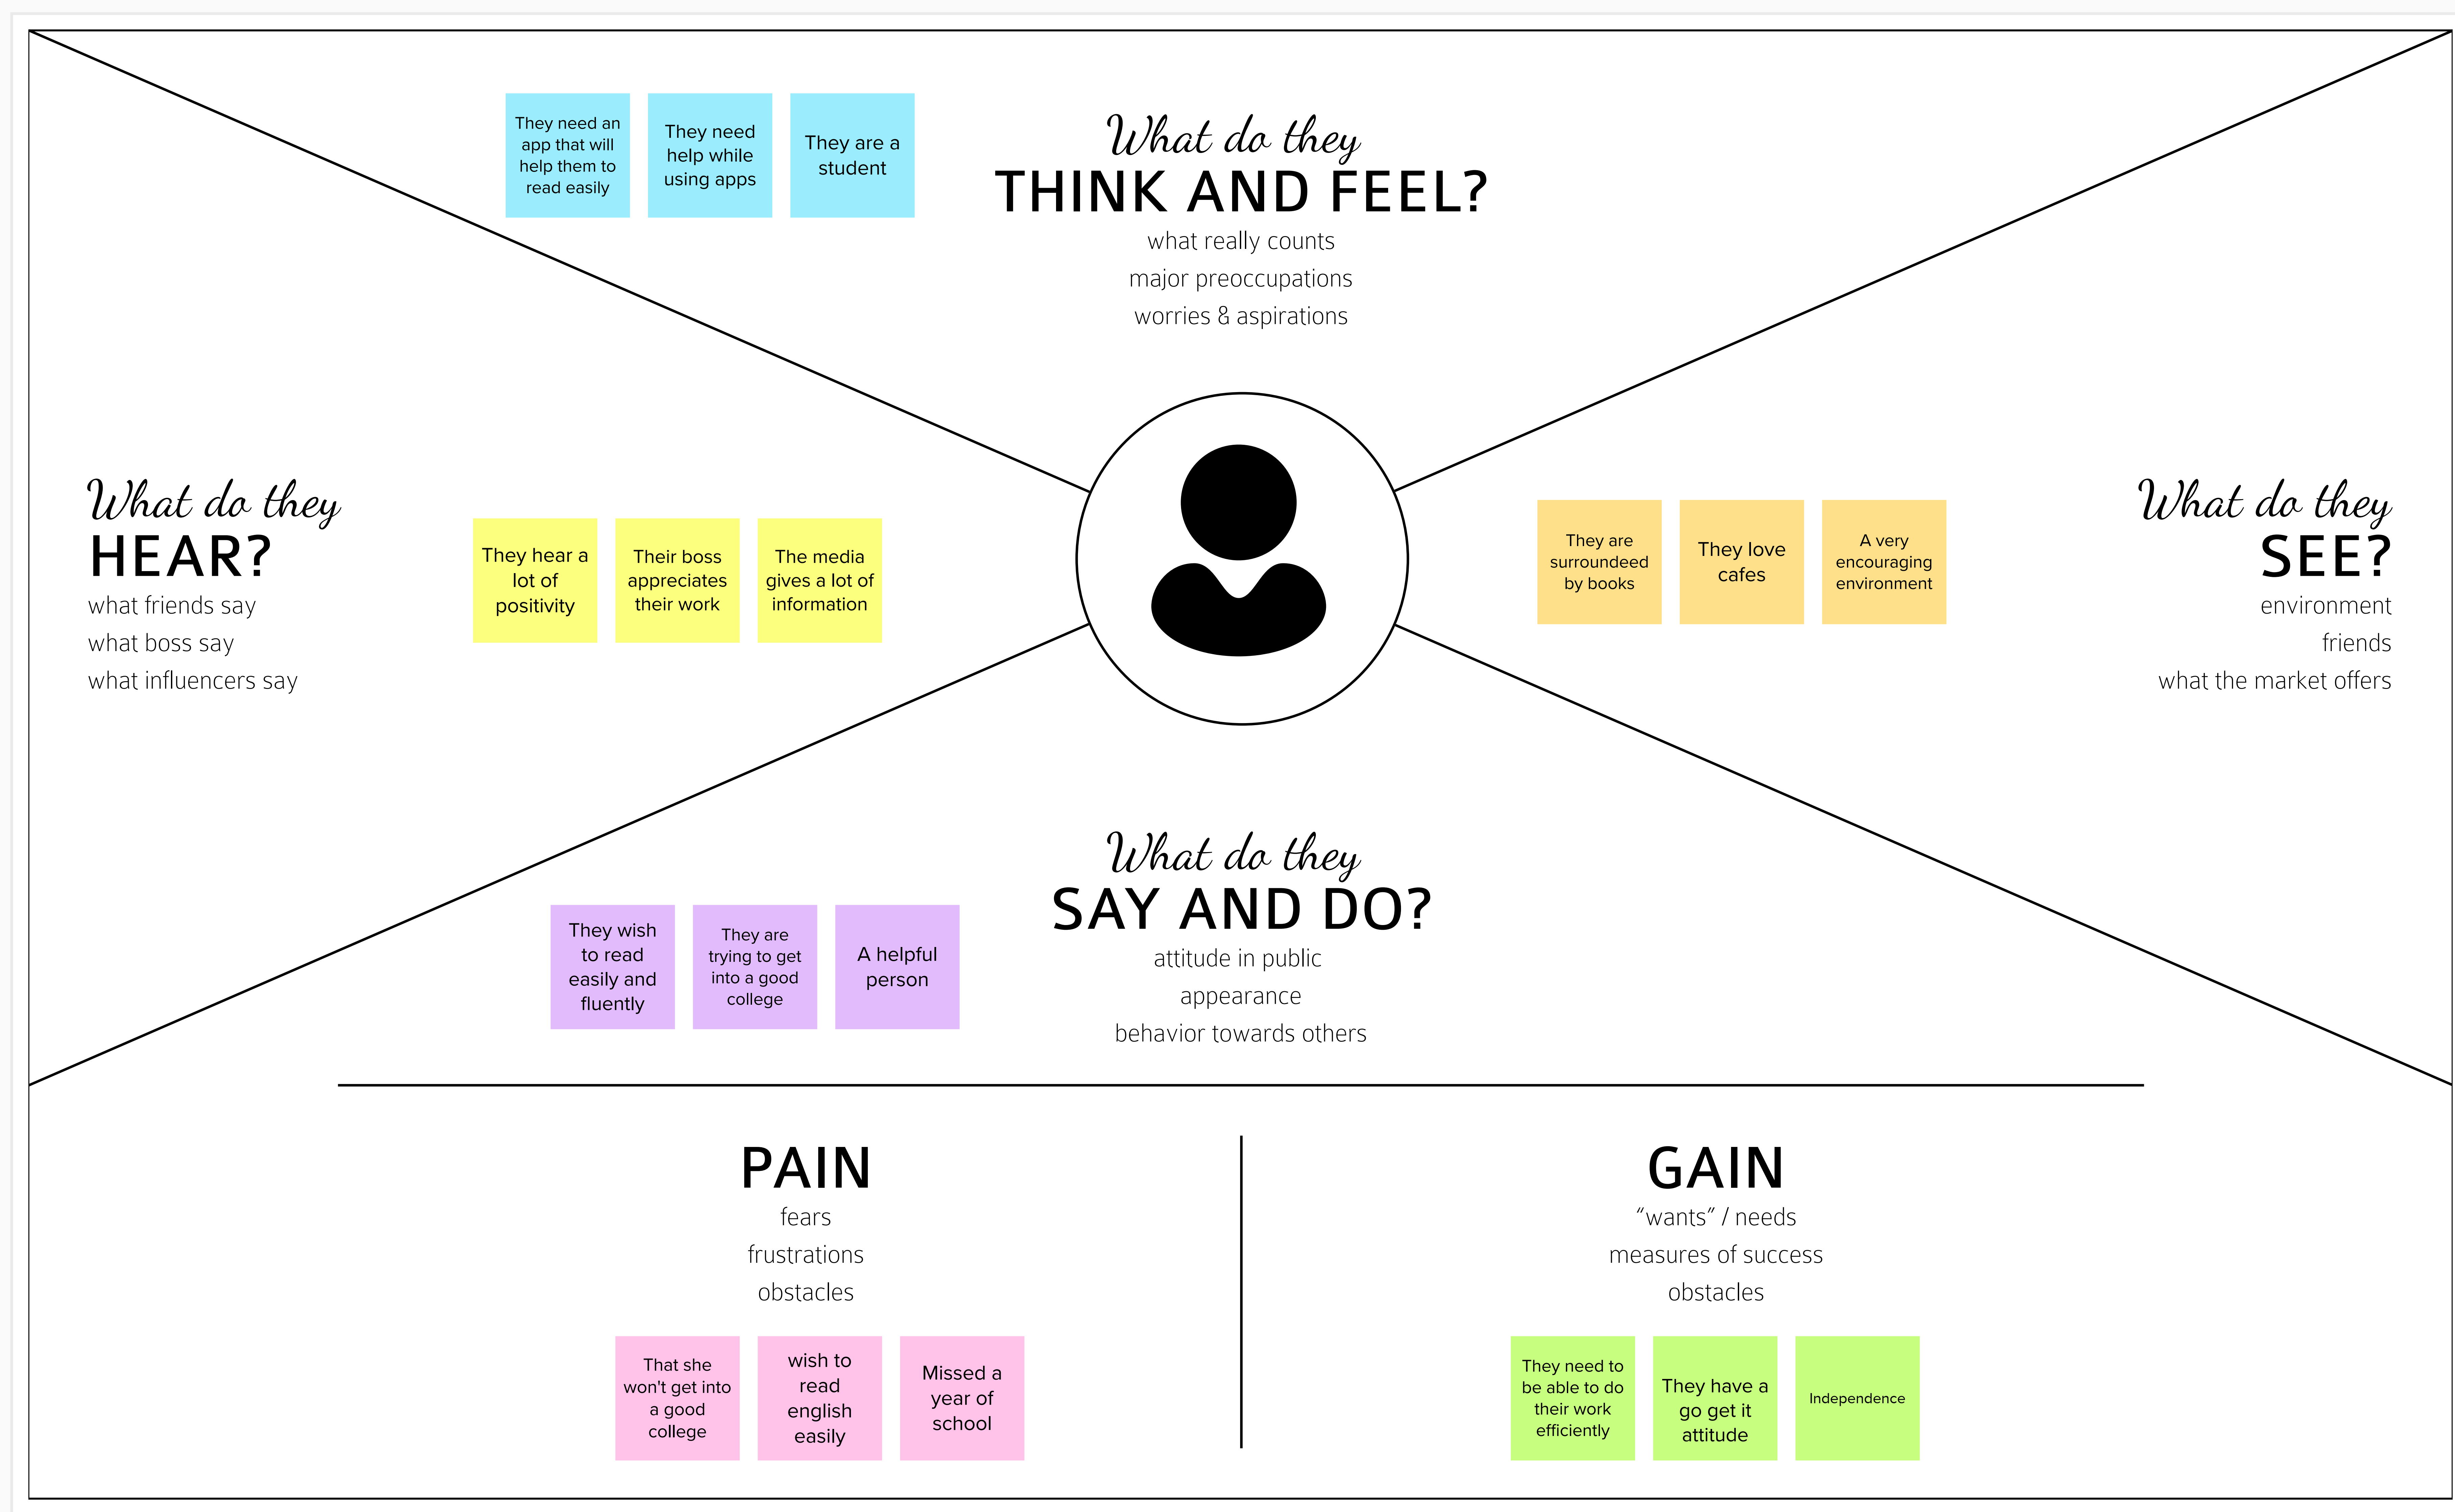 They need an
app that will
help them to
read easily
They need
help while
using apps
They are a
student
What do they
THINK AND FEEL?
what really counts
major preoccupations
worries & aspirations
What do they
HEAR?
what friends say
what boss say
what influencers say
They hear a
lot of
positivity
Their boss
appreciates
their work
The media
gives a lot of
information
They are
surroundeed
by books
They love
cafes
A very
encouraging
environment
What do they
SEE?
environment
friends
what the market offers
They wish
to read
easily and
fluently
They are
trying to get
into a good
college
A helpful
person
What do they
SAY AND DO?
attitude in public
appearance
behavior towards others
PAIN
fears
frustrations
obstacles
That she
won't get into
a good
college
wish to
read
english
easily
Missed a
year of
school
GAIN
“wants” / needs
measures of success
obstacles
They need to
be able to do
their work
efficiently
They have a
go get it
attitude
Independence